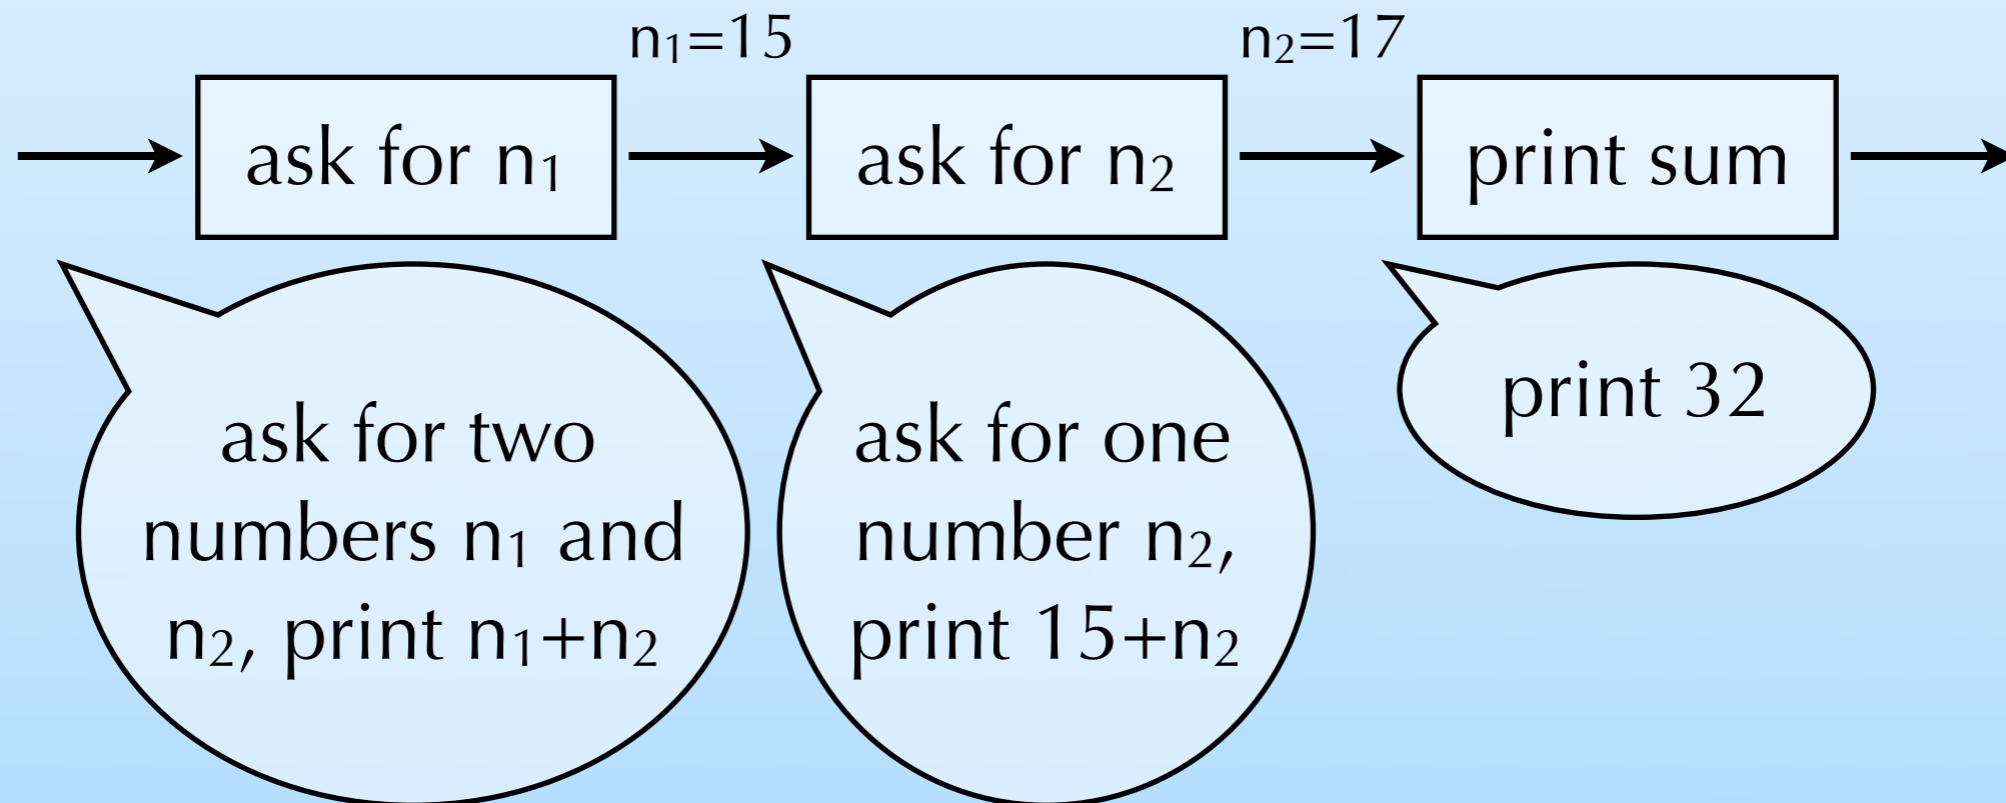 n₁=15
n₂=17
ask for n₁
ask for n₂
print sum
ask for two
numbers n₁ and
n₂, print n₁+n₂
ask for one
number n₂,
print 15+n₂
print 32